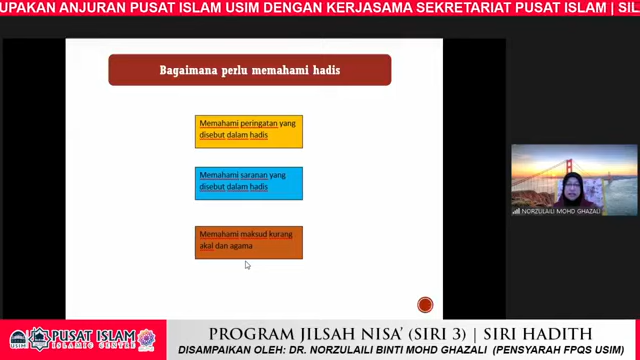 UPAKAN ANJURAN PUSAT ISLAM USIM DENGAN KERJASAMA SEKRETARIAT PUSAT ISLAM | SIL
Bagaimana perlu memahami hadis
Memahami peringatan yang
disebut dalam hadis
Memahami saranan yang
disebut dalam hadis
Memahami maksud kurang
akal dan agama
NORZULAILI MOHD GHAZALI
USIM
PUSAT ISLAM
ISLAMIC CENTRE
PROGRAM JILSAH NISA' (SIRI 3) | SIRI HADITH
DISAMPAIKAN OLEH: DR. NORZULAILI BINTI MOHD GHAZALI (PENSYARAH FPQS USIM)